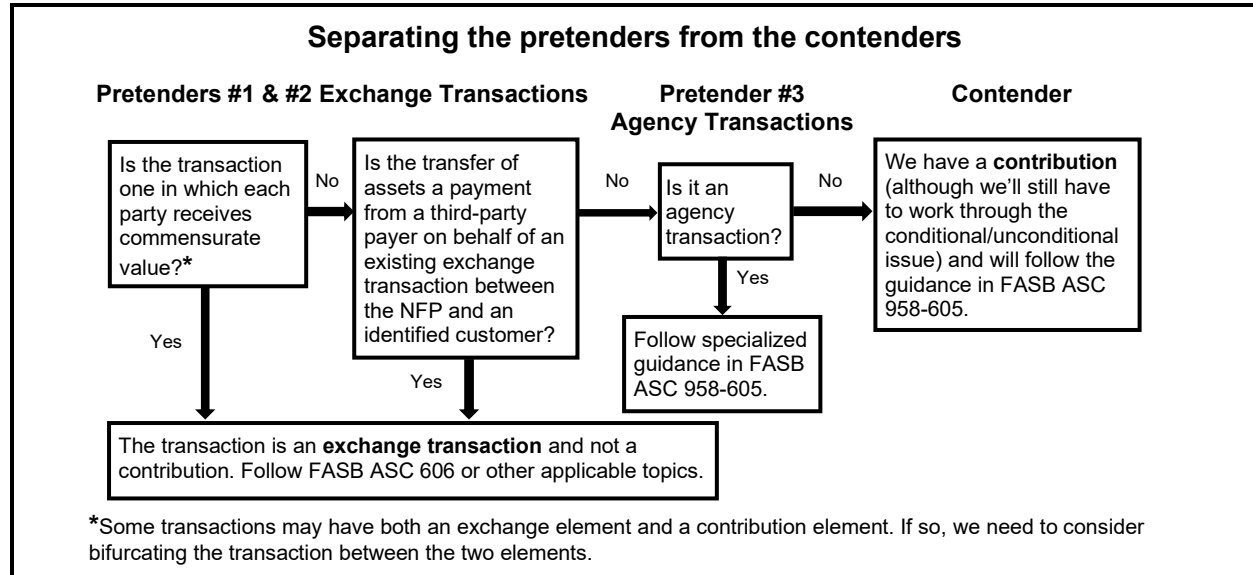 Separating the pretenders from the contenders
Pretenders #1 & #2 Exchange Transactions
Pretender #3
Agency Transactions
Contender
Is the transaction
one in which each
party receives
commensurate
value?*
No
Is the transfer of
assets a payment
from a third-party
payer on behalf of an
existing exchange
transaction between
the NFP and an
identified customer?
No
Is it an
agency
transaction?
No
We have a contribution
(although we’ll still have
to work through the
conditional/unconditional
issue) and will follow the
guidance in FASB ASC
958-605.
Yes
Yes
Yes
Follow specialized
guidance in FASB
ASC 958-605.
The transaction is an exchange transaction and not a
contribution. Follow FASB ASC 606 or other applicable topics.
*Some transactions may have both an exchange element and a contribution element. If so, we need to consider
bifurcating the transaction between the two elements.